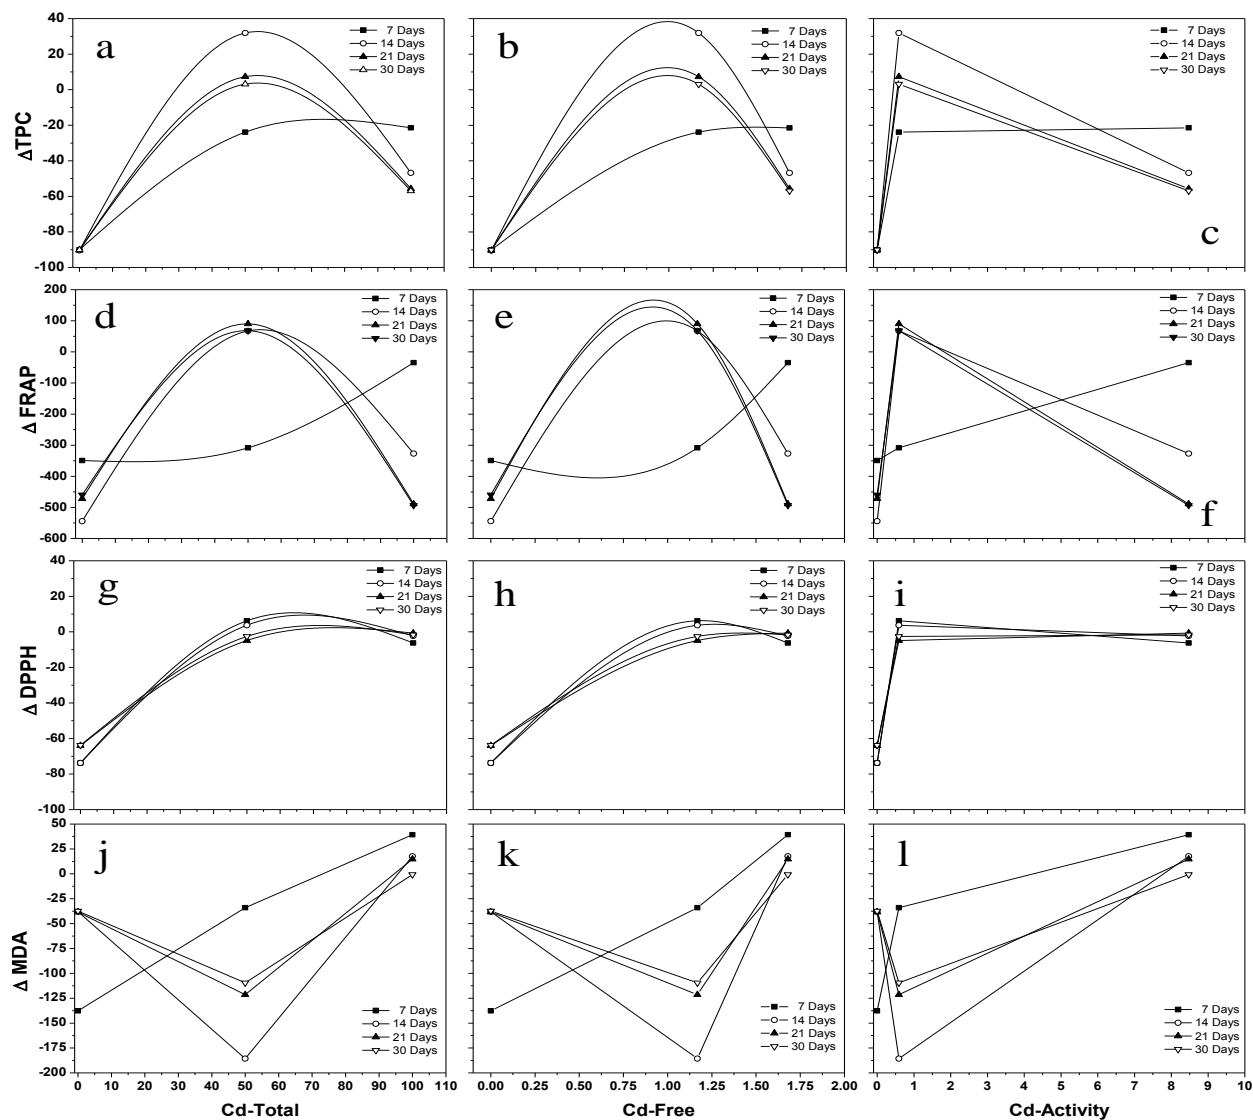 a
b
c
7 Days
14 Days
21 Days
30 Days
7 Days
14 Days
21 Days
30 Days
7 Days
14 Days
21 Days
30 Days
ΔTPC
40
20
0
-20
-40
-60
-80
-100
d
e
f
7 Days
14 Days
21 Days
30 Days
7 Days
14 Days
21 Days
30 Days
7 Days
14 Days
21 Days
30 Days
Δ FRAP
200
100
0
-100
-200
-300
-400
-500
-600
g
h
i
7 Days
14 Days
21 Days
30 Days
7 Days
14 Days
21 Days
30 Days
7 Days
14 Days
21 Days
30 Days
Δ DPPH
40
20
0
-20
-40
-60
-80
-100
j
k
l
7 Days
14 Days
21 Days
30 Days
7 Days
14 Days
21 Days
30 Days
7 Days
14 Days
21 Days
30 Days
Δ MDA
50
25
0
-25
-50
-75
-100
-125
-150
-175
-200
0 10 20 30 40 50 60 70 80 90 100 110
0.00 0.25 0.50 0.75 1.00 1.25 1.50 1.75 2.00
0 1 2 3 4 5 6 7 8 9 10
Cd-Total
Cd-Free
Cd-Activity